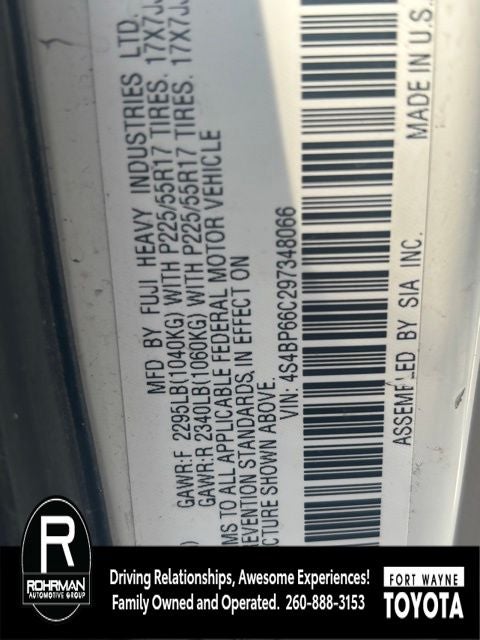 MFD BY FUJI HEAVY INDUSTRIES LTD.
GAWR:F 2295LB(1040KG) WITH P225/55R17 TIRES. 17X7JJ
GAWR:R 2340LB(1060KG) WITH P225/55R17 TIRES. 17X7JJ
MS TO ALL APPLICABLE FEDERAL MOTOR VEHICLE
EVENTION STANDARDS, IN EFFECT ON
CTURE SHOWN ABOVE.
VIN: 4S4BP66C297348066
ASSEMBLED BY SIA INC.
MADE IN U.S.
R
ROHRMAN
AUTOMOTIVE GROUP
Driving Relationships, Awesome Experiences!
Family Owned and Operated. 260-888-3153
FORT WAYNE
TOYOTA